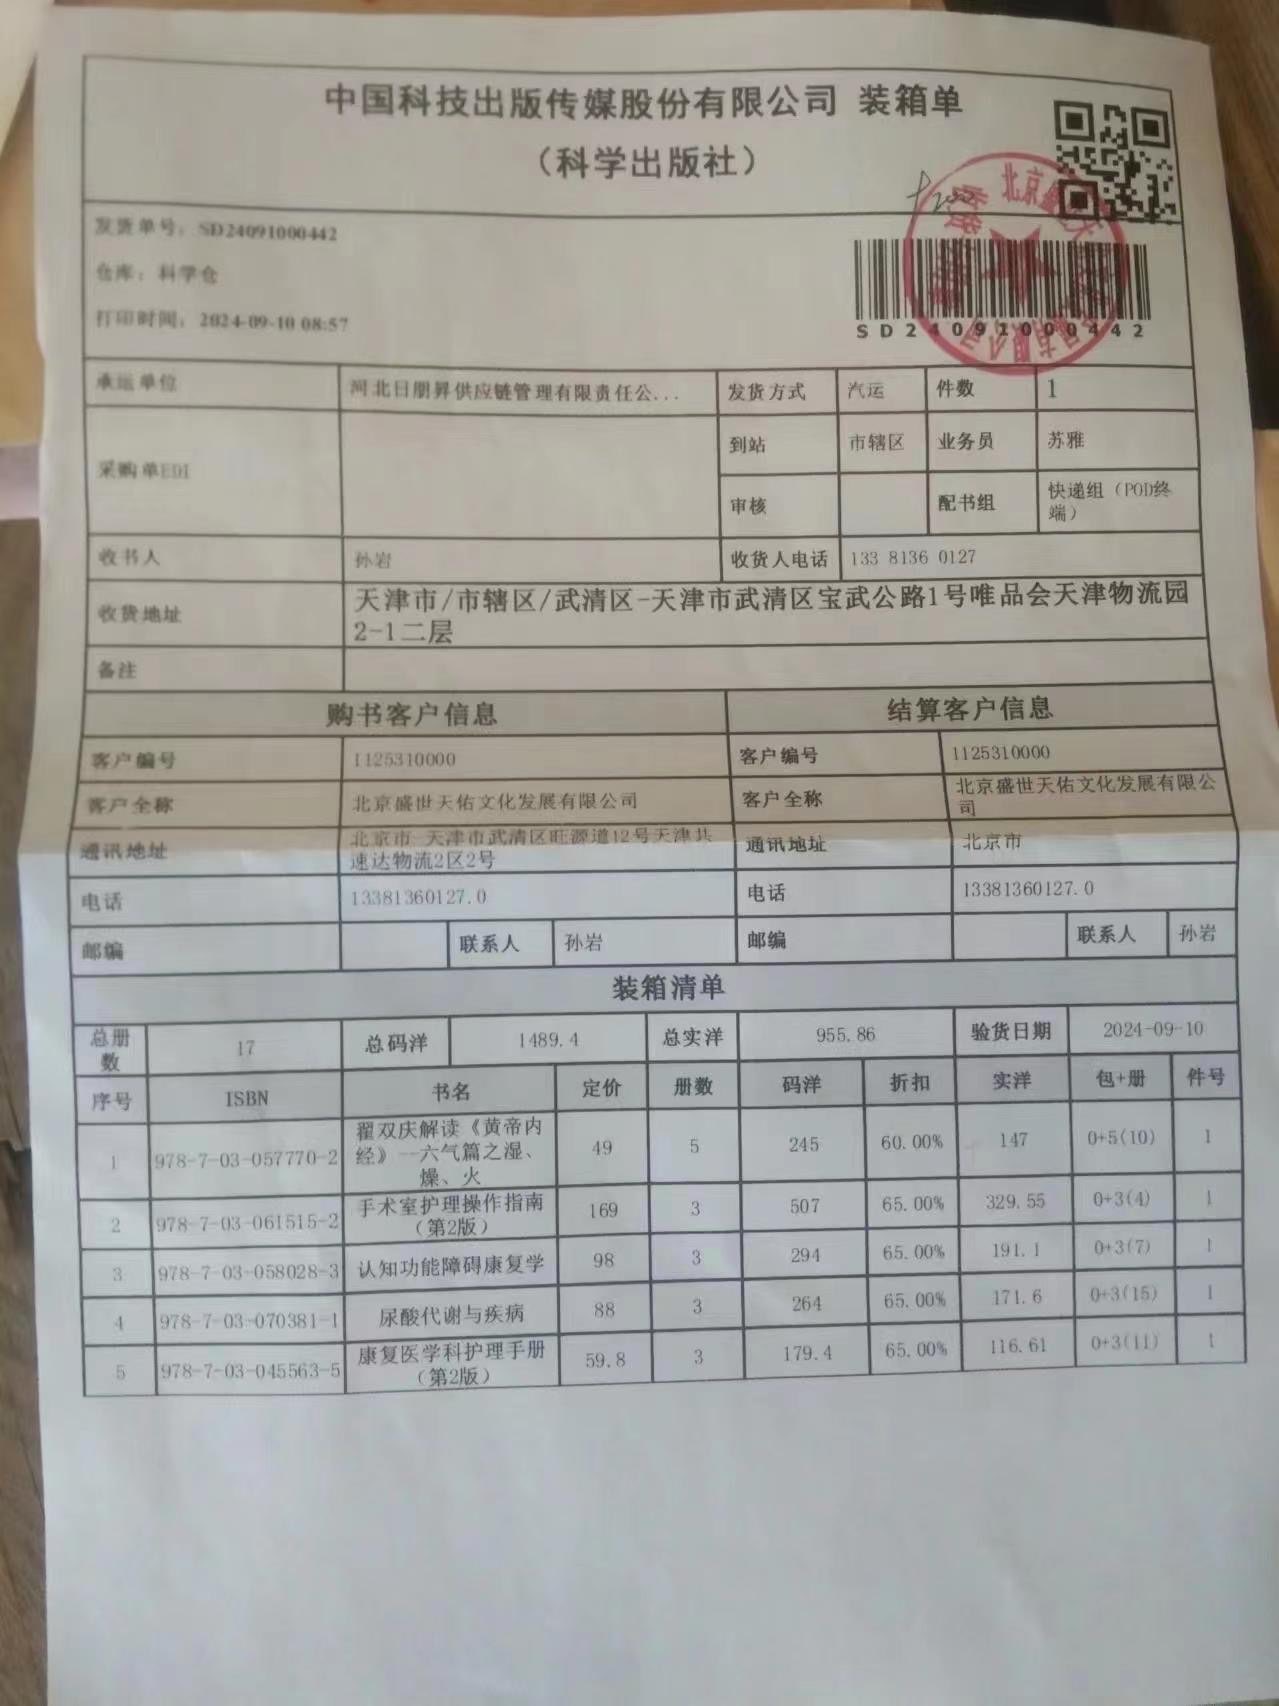 中国科技出版传媒股份有限公司 装箱单
（科学出版社）
发货单号：SD24091000442
仓库：科学仓
打印时间：2024-09-10 08:57
SD24091000442
北京盛
承运单位 河北日朋昇供应链管理有限责任公... 发货方式 汽运 件数 1
采购单EDI 到站 市辖区 业务员 苏雅
审核 配书组 快递组（POD终
端）
收书人 孙岩 收货人电话 133 8136 0127
收货地址 天津市/市辖区/武清区-天津市武清区宝武公路1号唯品会天津物流园
2-1二层
备注
购书客户信息 结算客户信息
客户编号 1125310000 客户编号 1125310000
客户全称 北京盛世天佑文化发展有限公司 客户全称 北京盛世天佑文化发展有限公
司
通讯地址 北京市 天津市武清区旺源道12号天津共
速达物流2区2号 通讯地址 北京市
电话 13381360127.0 电话 13381360127.0
邮编 联系人 孙岩 邮编 联系人 孙岩
装箱清单
总册
数 17 总码洋 1489.4 总实洋 955.86 验货日期 2024-09-10
序号 ISBN 书名 定价 册数 码洋 折扣 实洋 包+册 件号
1 978-7-03-057770-2 翟双庆解读《黄帝内
经》--六气篇之湿、
燥、火 49 5 245 60.00% 147 0+5(10) 1
2 978-7-03-061515-2 手术室护理操作指南
（第2版） 169 3 507 65.00% 329.55 0+3(4) 1
3 978-7-03-058028-3 认知功能障碍康复学 98 3 294 65.00% 191.1 0+3(7) 1
4 978-7-03-070381-1 尿酸代谢与疾病 88 3 264 65.00% 171.6 0+3(15) 1
5 978-7-03-045563-5 康复医学科护理手册
（第2版） 59.8 3 179.4 65.00% 116.61 0+3(11) 1